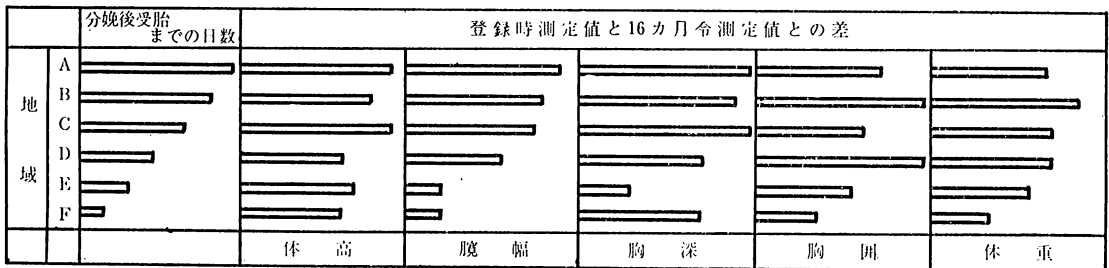 分娩後受胎
までの日数
登録時測定値と16カ月令測定値との差
地域
A
B
C
D
E
F
体高
腰幅
胸深
胸囲
体重